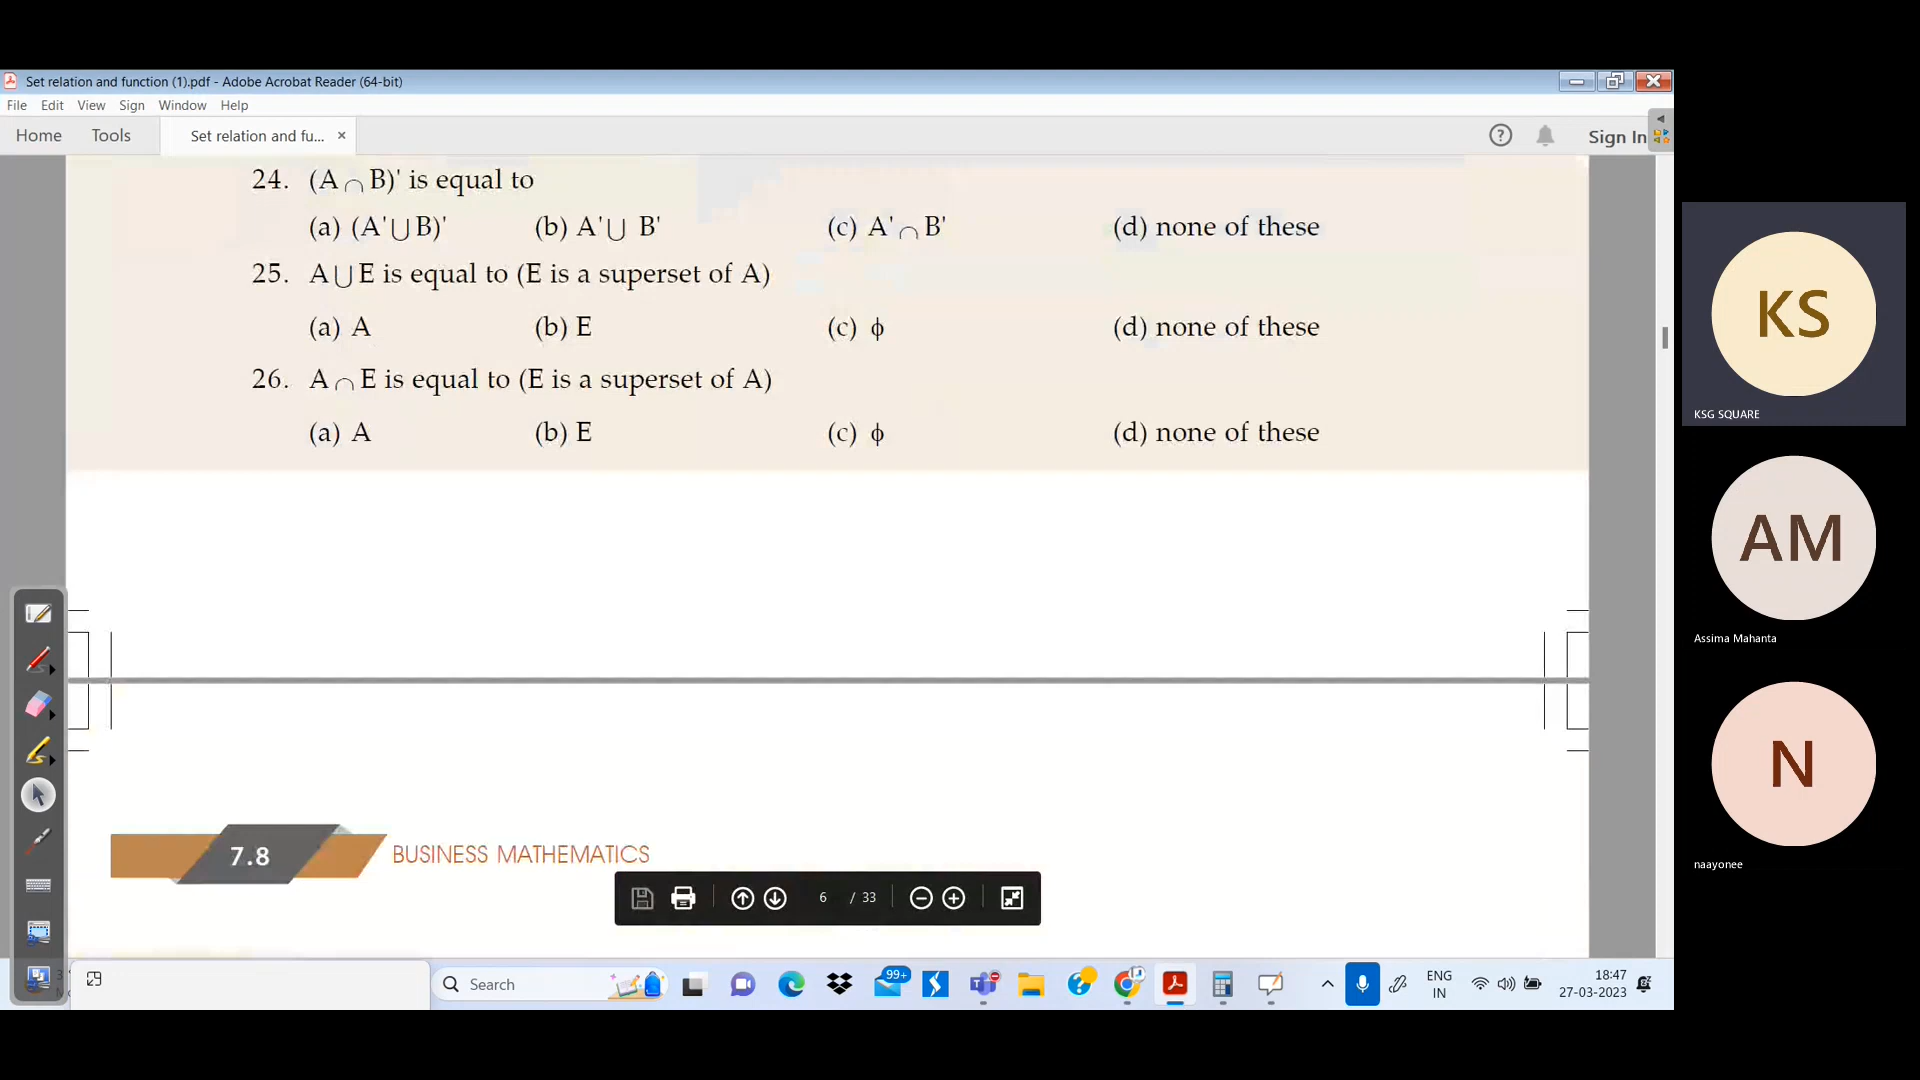 Set relation and function (1).pdf - Adobe Acrobat Reader (64-bit)
File Edit View Sign Window Help
Home Tools Set relation and fu... × Sign In
24. (A ∩ B)' is equal to
(a) (A' ∪ B)' (b) A' ∪ B' (c) A' ∩ B' (d) none of these
25. A ∪ E is equal to (E is a superset of A)
(a) A (b) E (c) ϕ (d) none of these
26. A ∩ E is equal to (E is a superset of A)
(a) A (b) E (c) ϕ (d) none of these
7.8 BUSINESS MATHEMATICS
6 / 33
Search
99+
ENG
IN
18:47
27-03-2023
KS
KSG SQUARE
AM
Assima Mahanta
N
naayonee